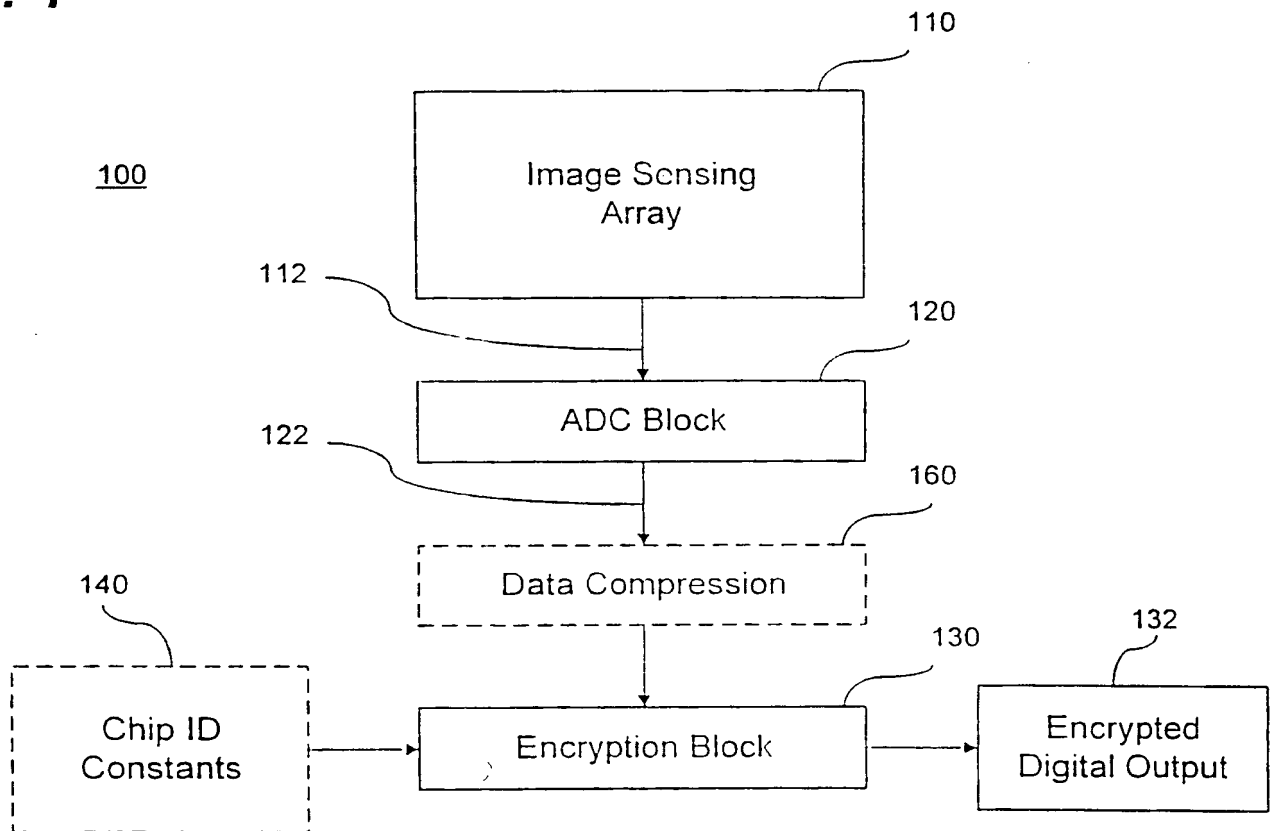 110
100
Image Sensing
Array
112
120
ADC Block
122
160
Data Compression
140
130
132
Chip ID
Constants
Encryption Block
Encrypted
Digital Output